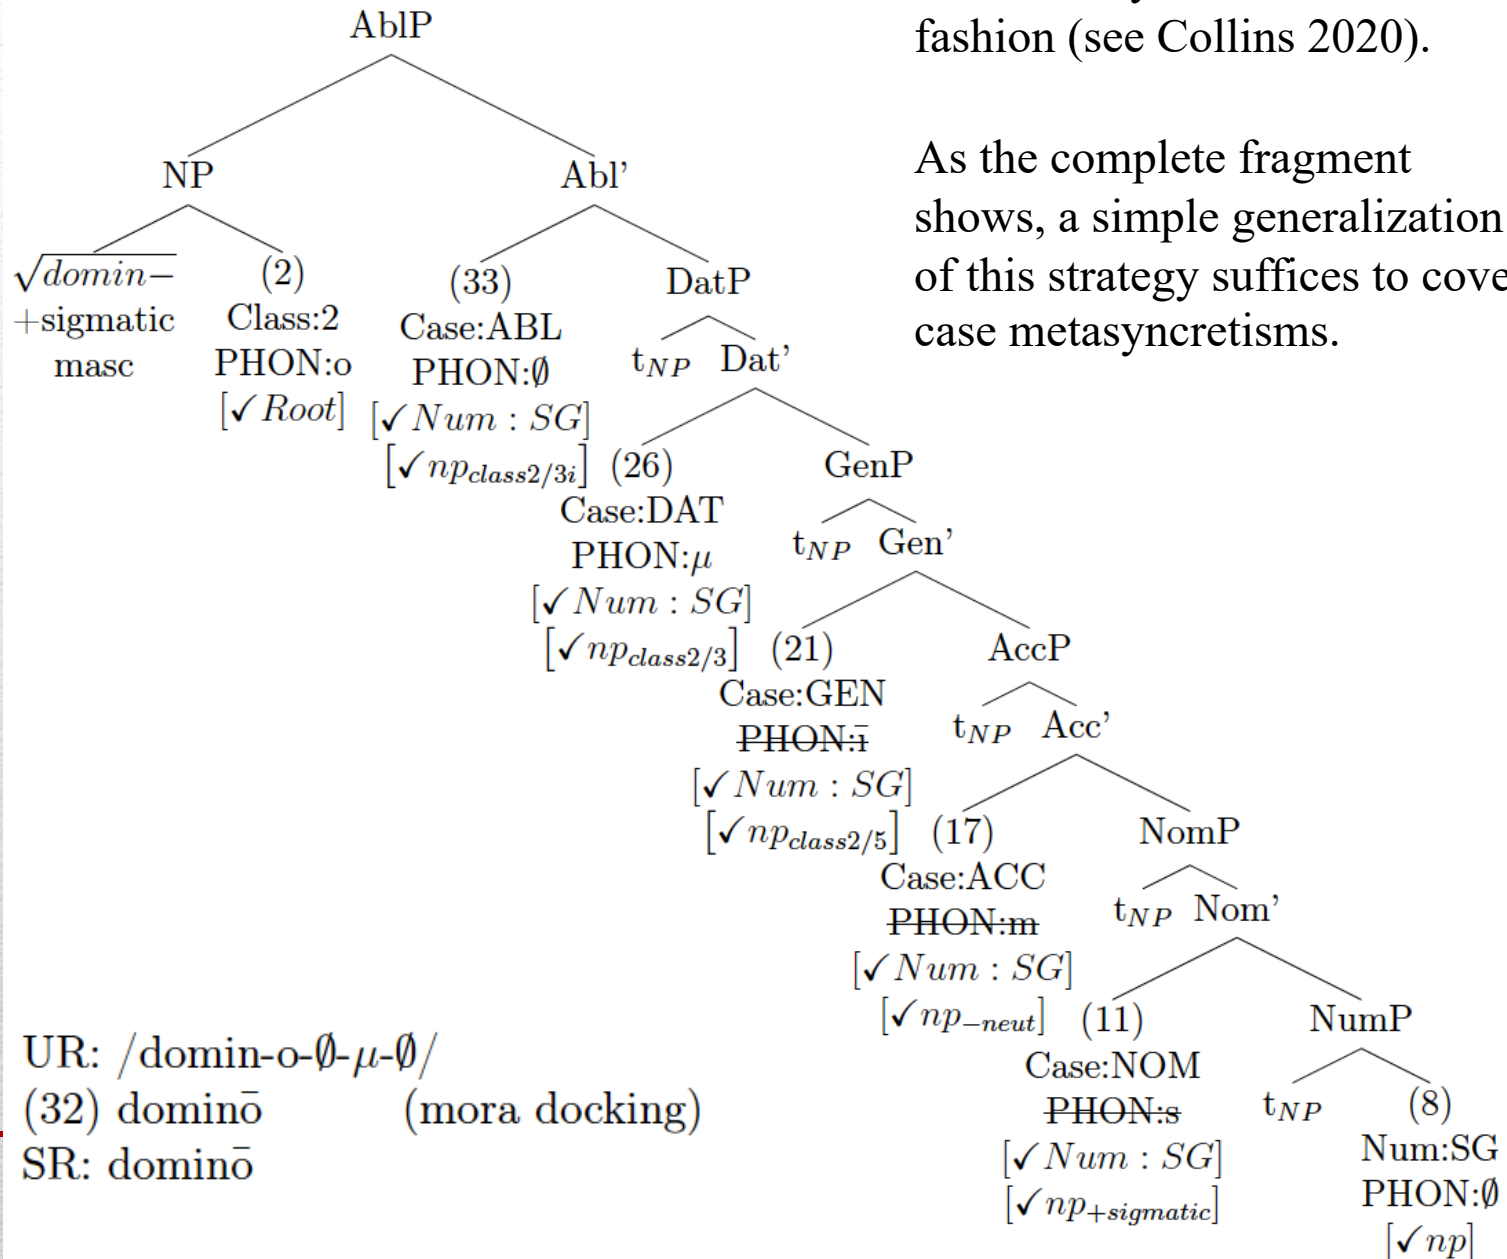 fashion (see Collins 2020).
As the complete fragment
shows, a simple generalization
of this strategy suffices to cove
case metasyncretisms.
AblP
NP Abl’
√domin−
+sigmatic
masc
(2)
Class:2
PHON:o
[✓Root]
(33)
Case:ABL
PHON:∅
[✓Num : SG]
[✓np_class2/3i]
DatP
t_NP Dat’
(26)
Case:DAT
PHON:μ
[✓Num : SG]
[✓np_class2/3]
GenP
t_NP Gen’
(21)
Case:GEN
PHON:ī
[✓Num : SG]
[✓np_class2/5]
AccP
t_NP Acc’
(17)
Case:ACC
PHON:m
[✓Num : SG]
[✓np_−neut]
NomP
t_NP Nom’
(11)
Case:NOM
PHON:s
[✓Num : SG]
[✓np_+sigmatic]
NumP
t_NP
(8)
Num:SG
PHON:∅
[✓np]
UR: /domin-o-∅-μ-∅/
(32) dominō (mora docking)
SR: dominō